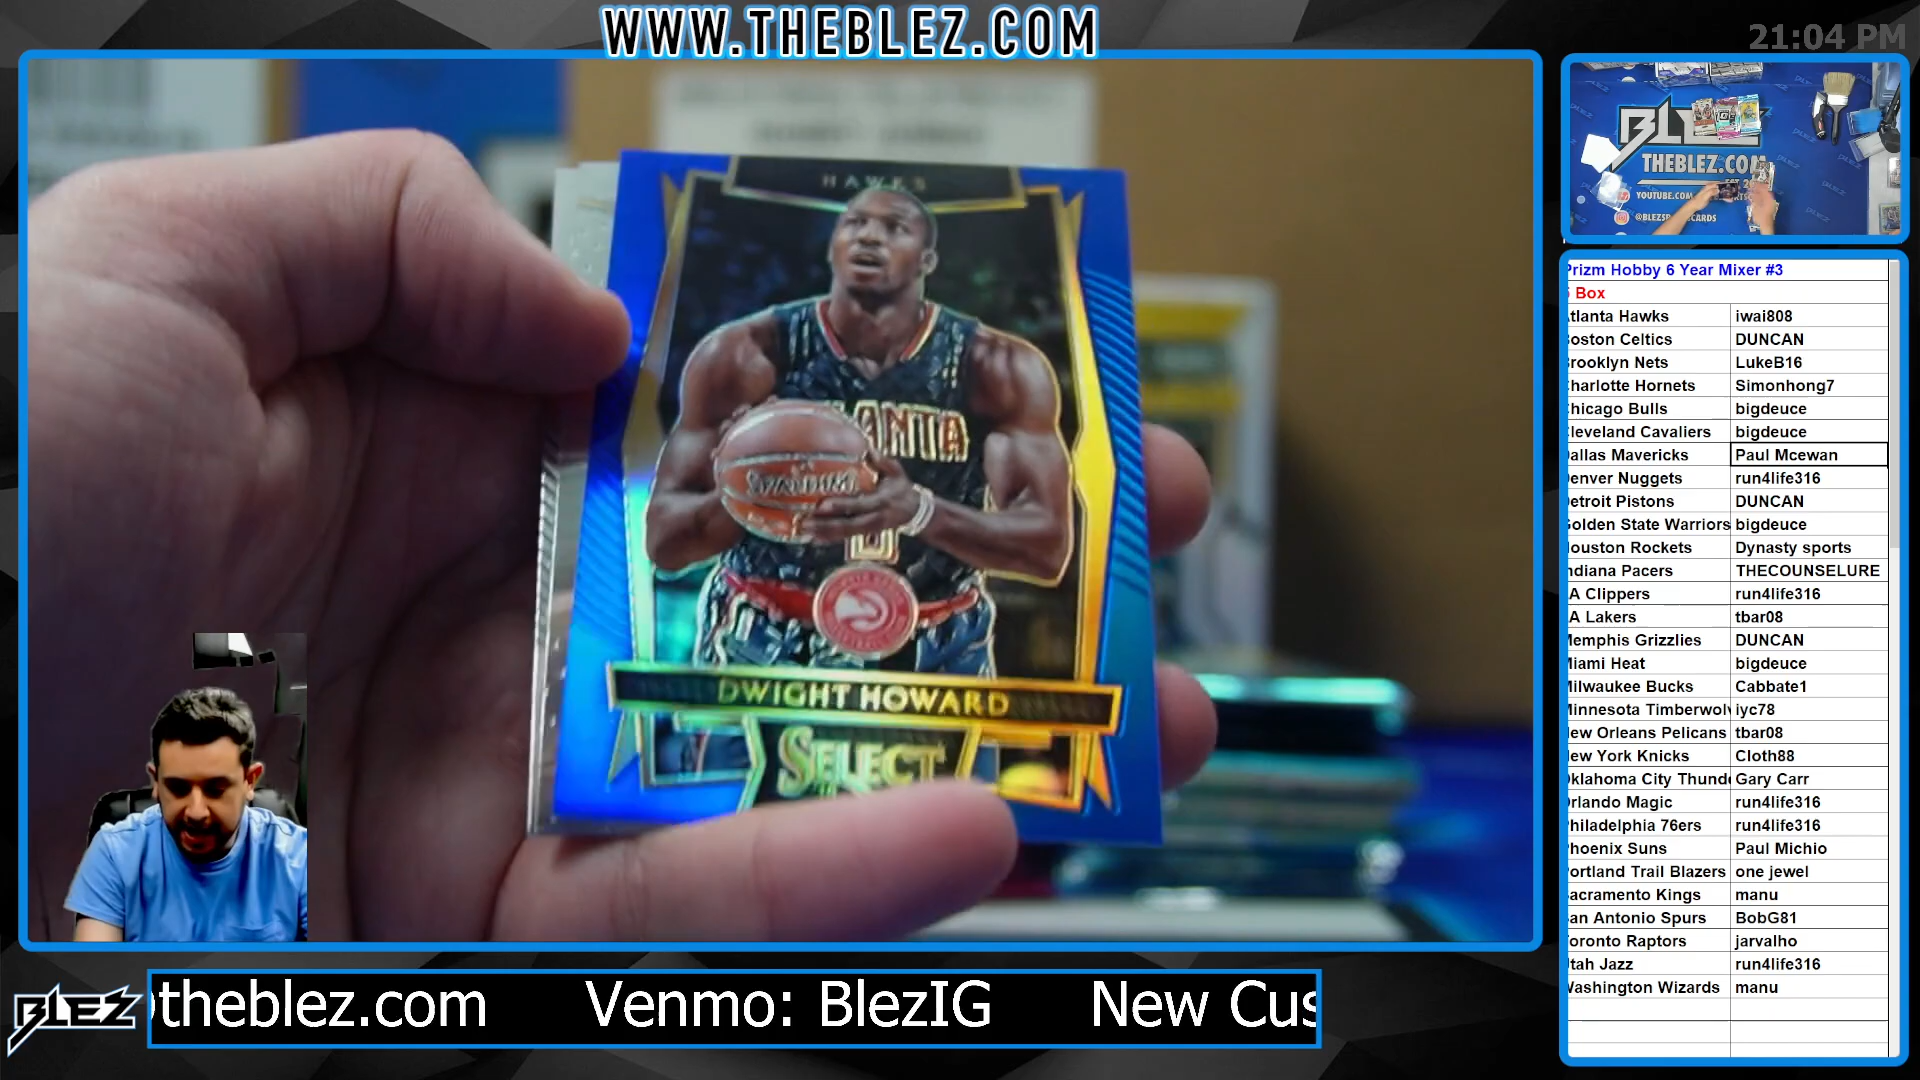 WWW.THEBLEZ.COM
21:04 PM
HAWKS
ANTA
SPALDING
DWIGHT HOWARD
SELECT
THEBLEZ.COM
YOUTUBE.COM
Prizm Hobby 6 Year Mixer #3
Box
tlanta Hawks iwai808
oston Celtics DUNCAN
rooklyn Nets LukeB16
harlotte Hornets Simonhong7
hicago Bulls bigdeuce
leveland Cavaliers bigdeuce
allas Mavericks Paul Mcewan
enver Nuggets run4life316
etroit Pistons DUNCAN
olden State Warriors bigdeuce
ouston Rockets Dynasty sports
ndiana Pacers THECOUNSELURE
A Clippers run4life316
A Lakers tbar08
emphis Grizzlies DUNCAN
iami Heat bigdeuce
ilwaukee Bucks Cabbate1
innesota Timberwolv iyc78
ew Orleans Pelicans tbar08
ew York Knicks Cloth88
klahoma City Thund Gary Carr
rlando Magic run4life316
hiladelphia 76ers run4life316
hoenix Suns Paul Michio
ortland Trail Blazers one jewel
acramento Kings manu
an Antonio Spurs BobG81
oronto Raptors jarvalho
tah Jazz run4life316
ashington Wizards manu
BLEZ
theblez.com Venmo: BlezIG New Cus